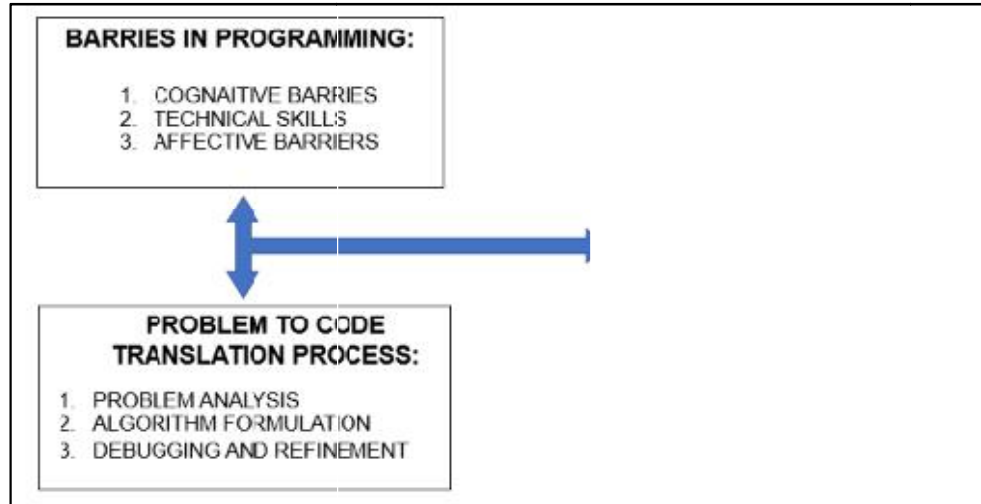 BARRIES IN PROGRAMMING:
1. COGNAITIVE BARRIES
2. TECHNICAL SKILLS
3. AFFECTIVE BARRIERS
PROBLEM TO CODE
TRANSLATION PROCESS:
1. PROBLEM ANALYSIS
2. ALGORITHM FORMULATION
3. DEBUGGING AND REFINEMENT